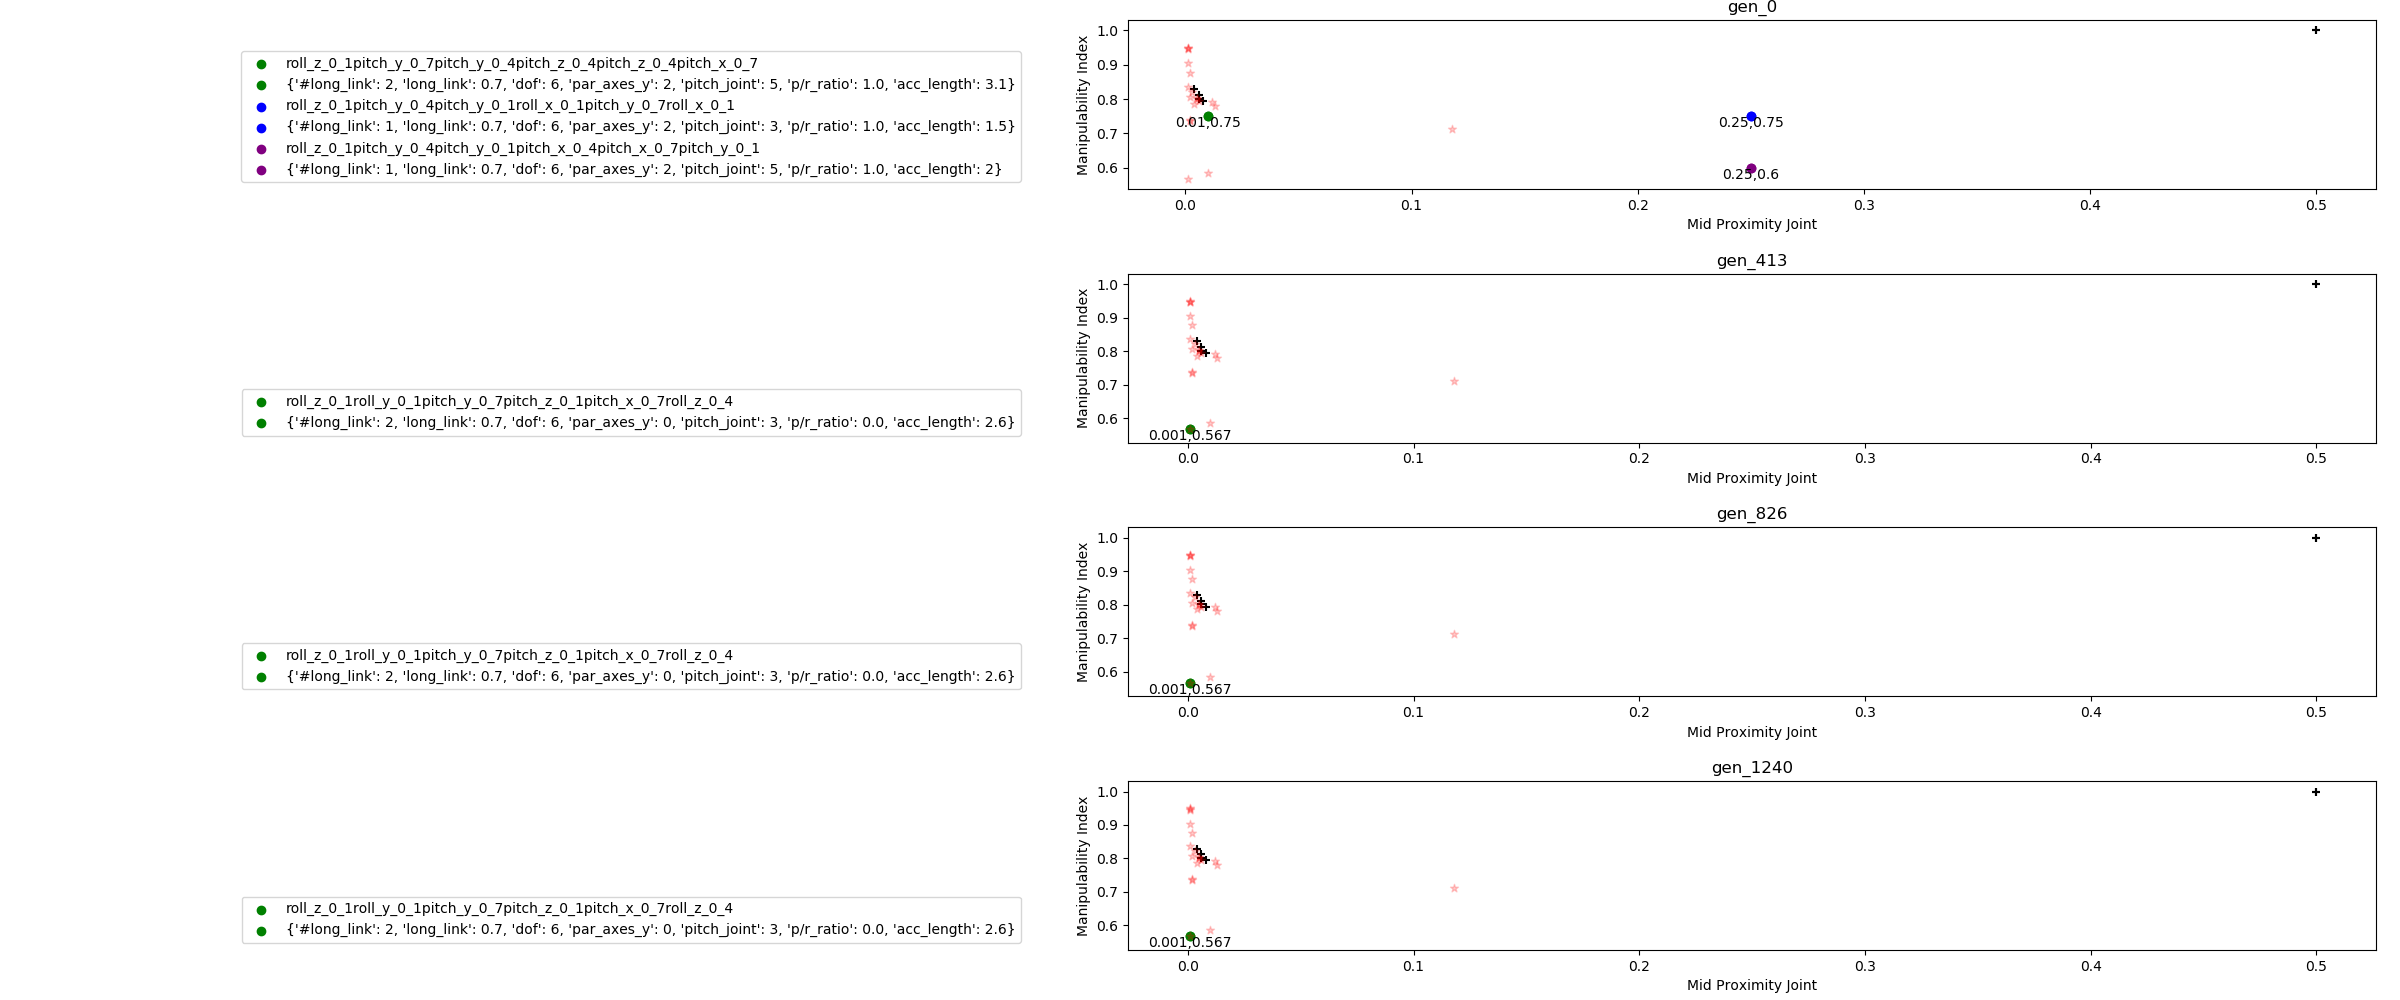 roll_z_0_1pitch_y_0_7pitch_y_0_4pitch_z_0_4pitch_z_0_4pitch_x_0_7
{'#long_link': 2, 'long_link': 0.7, 'dof': 6, 'par_axes_y': 2, 'pitch_joint': 5, 'p/r_ratio': 1.0, 'acc_length': 3.1}
roll_z_0_1pitch_y_0_4pitch_y_0_1roll_x_0_1pitch_y_0_7roll_x_0_1
{'#long_link': 1, 'long_link': 0.7, 'dof': 6, 'par_axes_y': 2, 'pitch_joint': 3, 'p/r_ratio': 1.0, 'acc_length': 1.5}
roll_z_0_1pitch_y_0_4pitch_y_0_1pitch_x_0_4pitch_x_0_7pitch_y_0_1
{'#long_link': 1, 'long_link': 0.7, 'dof': 6, 'par_axes_y': 2, 'pitch_joint': 5, 'p/r_ratio': 1.0, 'acc_length': 2}
gen_0
Manipulability Index
1.0
0.9
0.8
0.7
0.6
0.01,0.75
0.25,0.75
0.25,0.6
0.0 0.1 0.2 0.3 0.4 0.5
Mid Proximity Joint
roll_z_0_1roll_y_0_1pitch_y_0_7pitch_z_0_1pitch_x_0_7roll_z_0_4
{'#long_link': 2, 'long_link': 0.7, 'dof': 6, 'par_axes_y': 0, 'pitch_joint': 3, 'p/r_ratio': 0.0, 'acc_length': 2.6}
gen_413
Manipulability Index
1.0
0.9
0.8
0.7
0.6
0.001,0.567
0.0 0.1 0.2 0.3 0.4 0.5
Mid Proximity Joint
roll_z_0_1roll_y_0_1pitch_y_0_7pitch_z_0_1pitch_x_0_7roll_z_0_4
{'#long_link': 2, 'long_link': 0.7, 'dof': 6, 'par_axes_y': 0, 'pitch_joint': 3, 'p/r_ratio': 0.0, 'acc_length': 2.6}
gen_826
Manipulability Index
1.0
0.9
0.8
0.7
0.6
0.001,0.567
0.0 0.1 0.2 0.3 0.4 0.5
Mid Proximity Joint
roll_z_0_1roll_y_0_1pitch_y_0_7pitch_z_0_1pitch_x_0_7roll_z_0_4
{'#long_link': 2, 'long_link': 0.7, 'dof': 6, 'par_axes_y': 0, 'pitch_joint': 3, 'p/r_ratio': 0.0, 'acc_length': 2.6}
gen_1240
Manipulability Index
1.0
0.9
0.8
0.7
0.6
0.001,0.567
0.0 0.1 0.2 0.3 0.4 0.5
Mid Proximity Joint